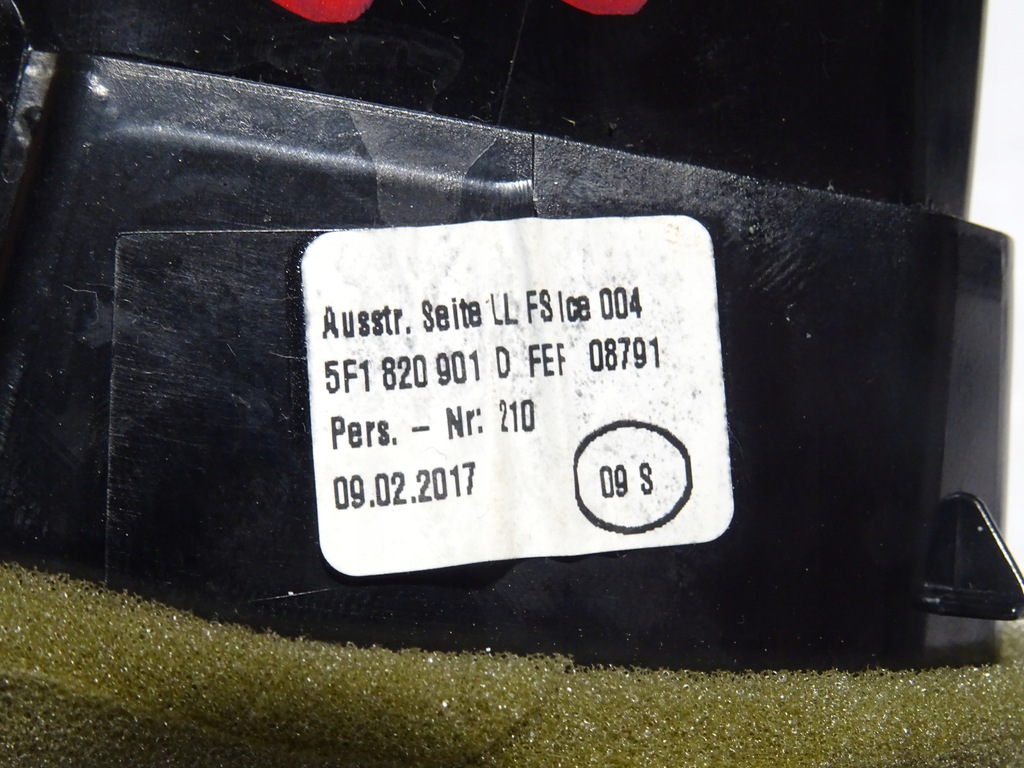 Ausstr. Seite LL FS Ice 004
5F1 820 901 D FEF 08791
Pers. - Nr: 210
09.02.2017
09 S